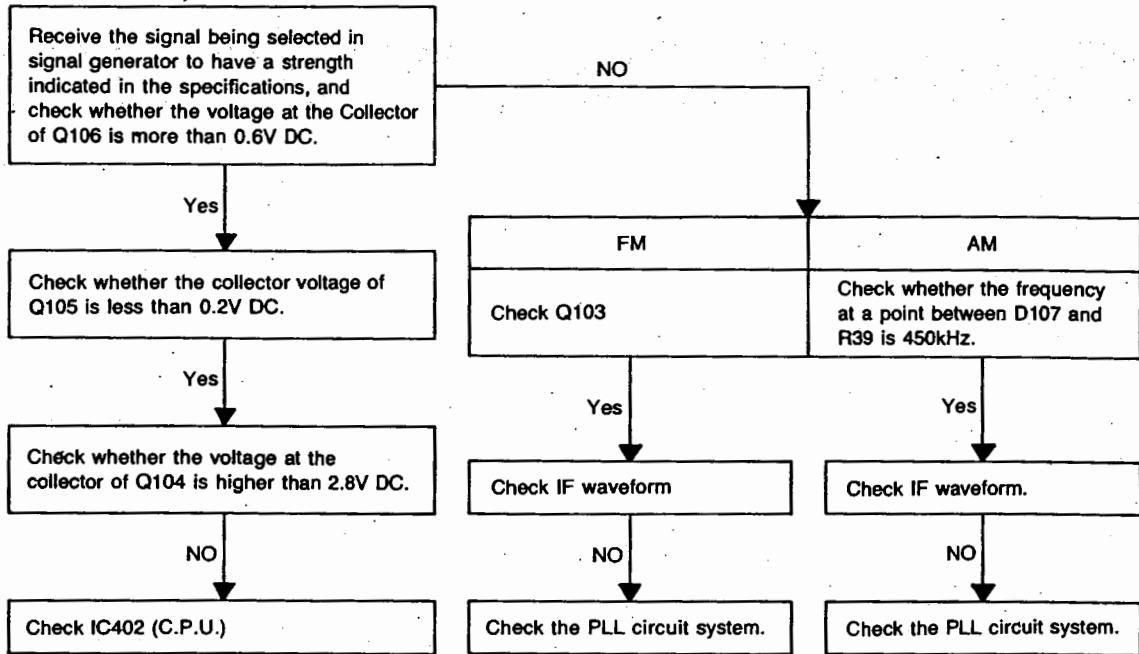 Receive the signal being selected in
signal generator to have a strength
indicated in the specifications, and
check whether the voltage at the Collector
of Q106 is more than 0.6V DC.
NO
Yes
Check whether the collector voltage of
Q105 is less than 0.2V DC.
Yes
Check whether the voltage at the
collector of Q104 is higher than 2.8V DC.
NO
Check IC402 (C.P.U.)
FM
Check Q103
Yes
Check IF waveform
NO
Check the PLL circuit system.
AM
Check whether the frequency
at a point between D107 and
R39 is 450kHz.
Yes
Check IF waveform.
NO
Check the PLL circuit system.